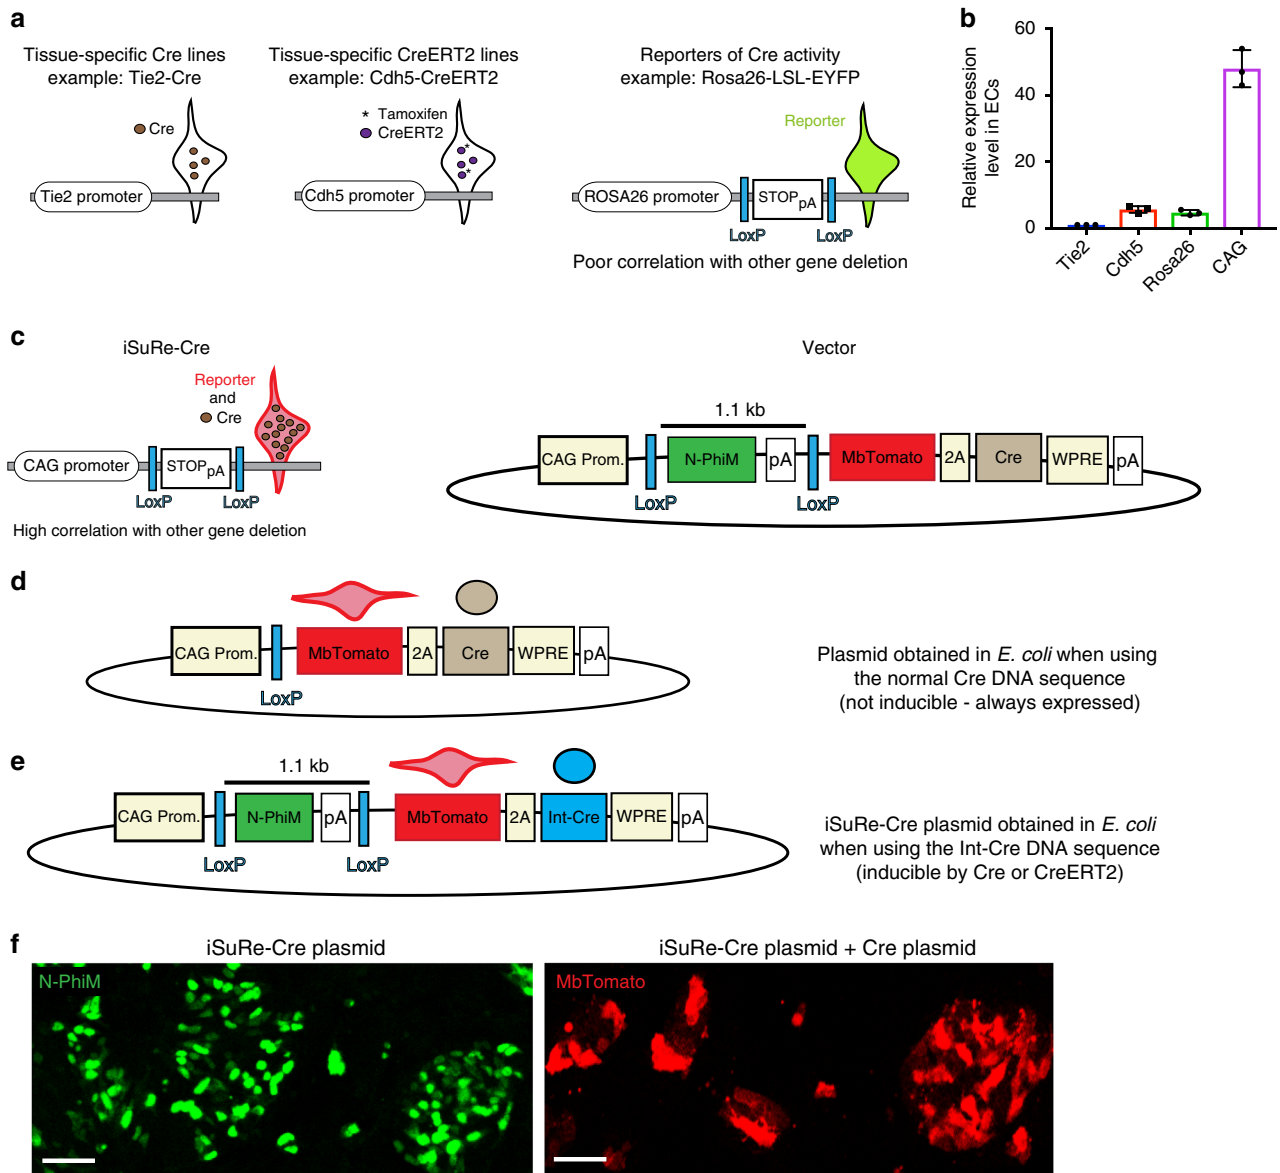 a
Tissue-specific Cre lines
example: Tie2-Cre
Cre
Tie2 promoter
Tissue-specific CreERT2 lines
example: Cdh5-CreERT2
* Tamoxifen
CreERT2
*
*
Cdh5 promoter
Reporters of Cre activity
example: Rosa26-LSL-EYFP
Reporter
ROSA26 promoter
STOPpA
LoxP
LoxP
Poor correlation with other gene deletion
b
Relative expression
level in ECs
60
40
20
0
Tie2
Cdh5
Rosa26
CAG
c
iSuRe-Cre
Reporter
and
Cre
CAG promoter
STOPpA
LoxP
LoxP
High correlation with other gene deletion
Vector
1.1 kb
CAG Prom.
N-PhiM
pA
MbTomato
2A
Cre
WPRE
pA
LoxP
LoxP
d
CAG Prom.
MbTomato
2A
Cre
WPRE
pA
LoxP
Plasmid obtained in E. coli when using
the normal Cre DNA sequence
(not inducible - always expressed)
e
1.1 kb
CAG Prom.
N-PhiM
pA
MbTomato
2A
Int-Cre
WPRE
pA
LoxP
LoxP
iSuRe-Cre plasmid obtained in E. coli
when using the Int-Cre DNA sequence
(inducible by Cre or CreERT2)
f
iSuRe-Cre plasmid
N-PhiM
iSuRe-Cre plasmid + Cre plasmid
MbTomato